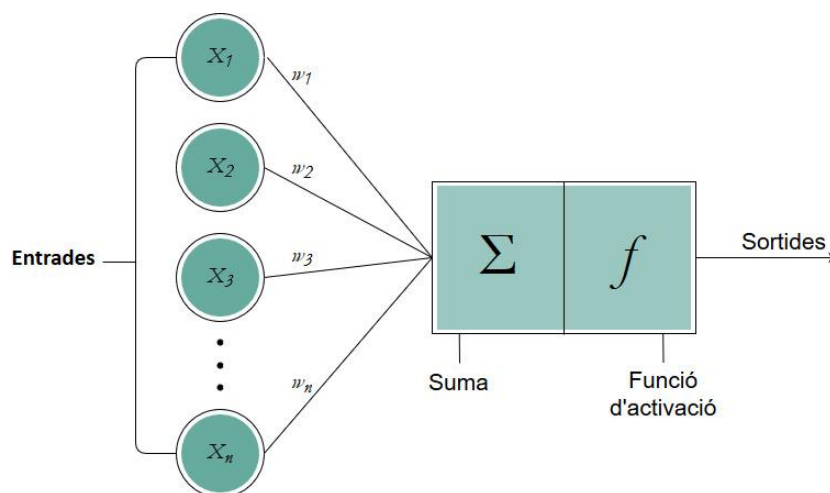 X1
w1
X2
w2
Entrades
X3
w3
Σ
f
Sortides
Suma
Funció
d'activació
wn
Xn